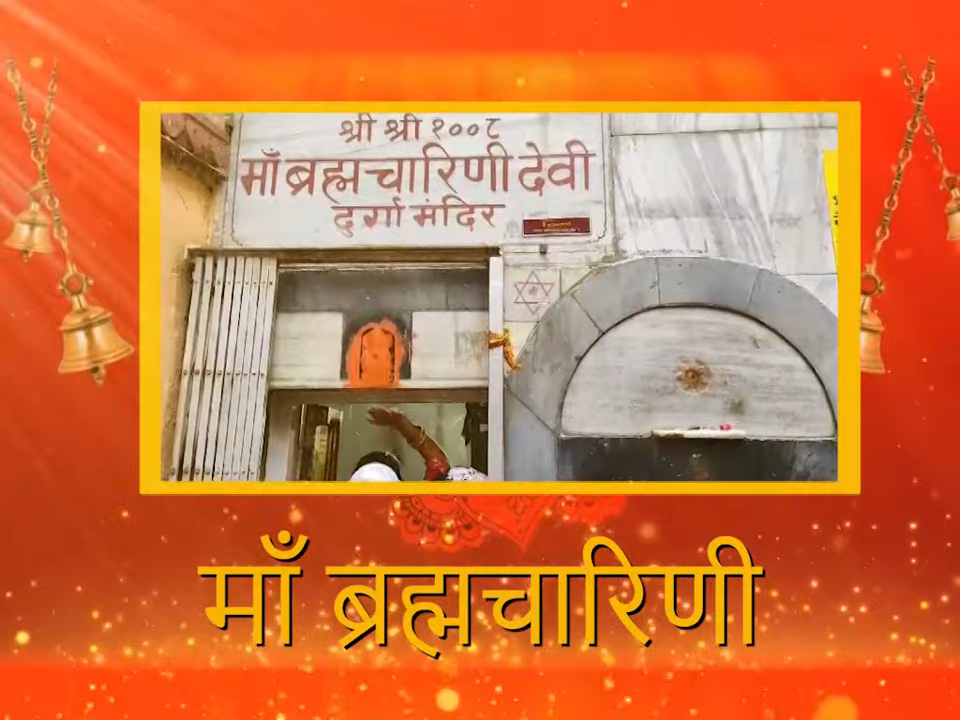 श्री श्री १००८
माँ ब्रह्मचारिणी देवी
दुर्गा मंदिर
माँ ब्रह्मचारिणी